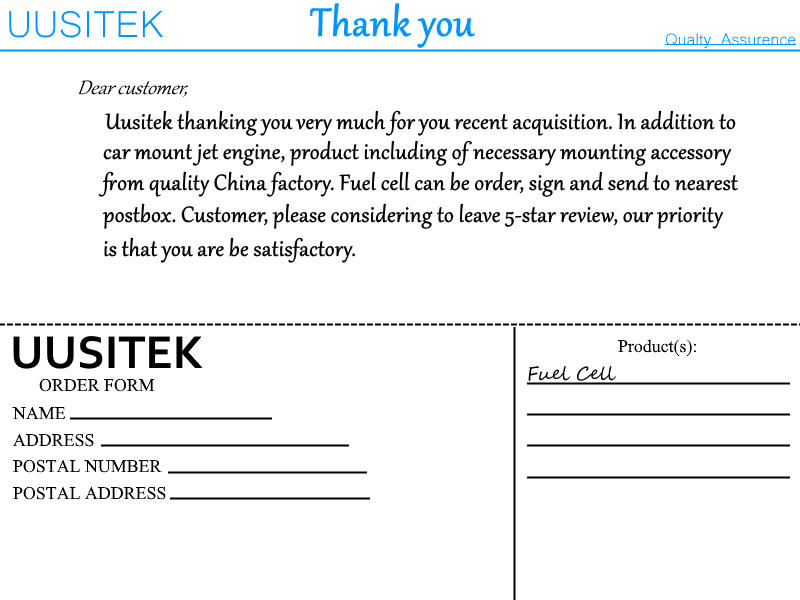 UUSITEK
Thank you
Qualty Assurence
Dear customer,
Uusitek thanking you very much for you recent acquisition. In addition to
car mount jet engine, product including of necessary mounting accessory
from quality China factory. Fuel cell can be order, sign and send to nearest
postbox. Customer, please considering to leave 5-star review, our priority
is that you are be satisfactory.
UUSITEK
ORDER FORM
NAME
ADDRESS
POSTAL NUMBER
POSTAL ADDRESS
Product(s):
Fuel Cell